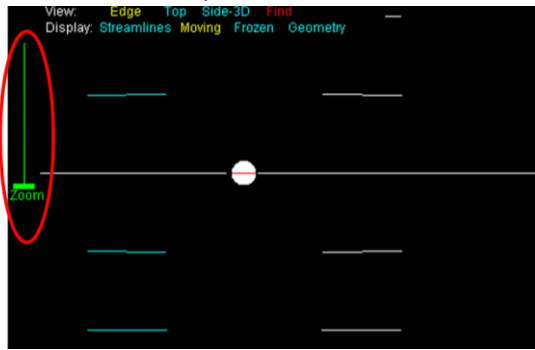 View: Edge Top Side-3D Find
Display: Streamlines Moving Frozen Geometry
Zoom